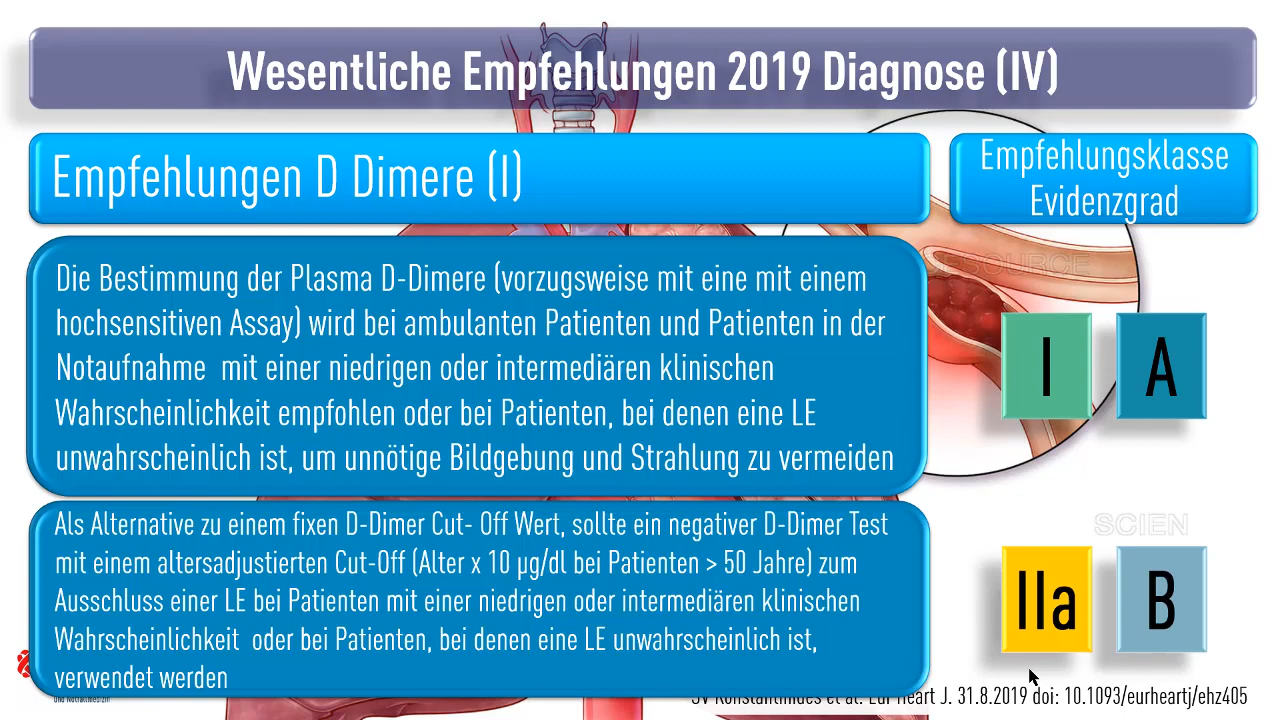 Wesentliche Empfehlungen 2019 Diagnose (IV)
Empfehlungen D Dimere (I)
Empfehlungsklasse
Evidenzgrad
Die Bestimmung der Plasma D-Dimere (vorzugsweise mit eine mit einem
hochsensitiven Assay) wird bei ambulanten Patienten und Patienten in der
Notaufnahme mit einer niedrigen oder intermediären klinischen
Wahrscheinlichkeit empfohlen oder bei Patienten, bei denen eine LE
unwahrscheinlich ist, um unnötige Bildgebung und Strahlung zu vermeiden
I A
Als Alternative zu einem fixen D-Dimer Cut- Off Wert, sollte ein negativer D-Dimer Test
mit einem altersadjustierten Cut-Off (Alter x 10 µg/dl bei Patienten > 50 Jahre) zum
Ausschluss einer LE bei Patienten mit einer niedrigen oder intermediären klinischen
Wahrscheinlichkeit oder bei Patienten, bei denen eine LE unwahrscheinlich ist,
verwendet werden
SCIEN
IIa B
und Notfallmedizin
SV Konstantinides et al. Eur Heart J. 31.8.2019 doi: 10.1093/eurheartj/ehz405